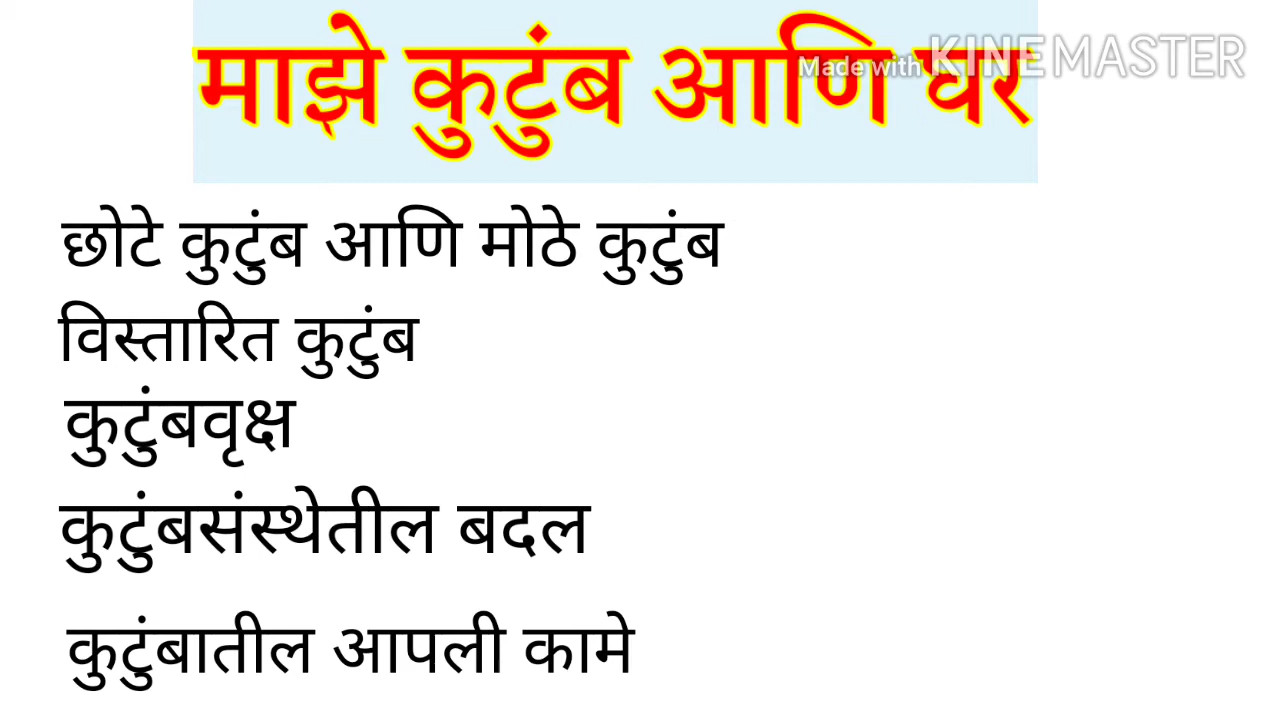 माझे कुटुंब आणि घर
Made with KINEMASTER
छोटे कुटुंब आणि मोठे कुटुंब
विस्तारित कुटुंब
कुटुंबवृक्ष
कुटुंबसंस्थेतील बदल
कुटुंबातील आपली कामे